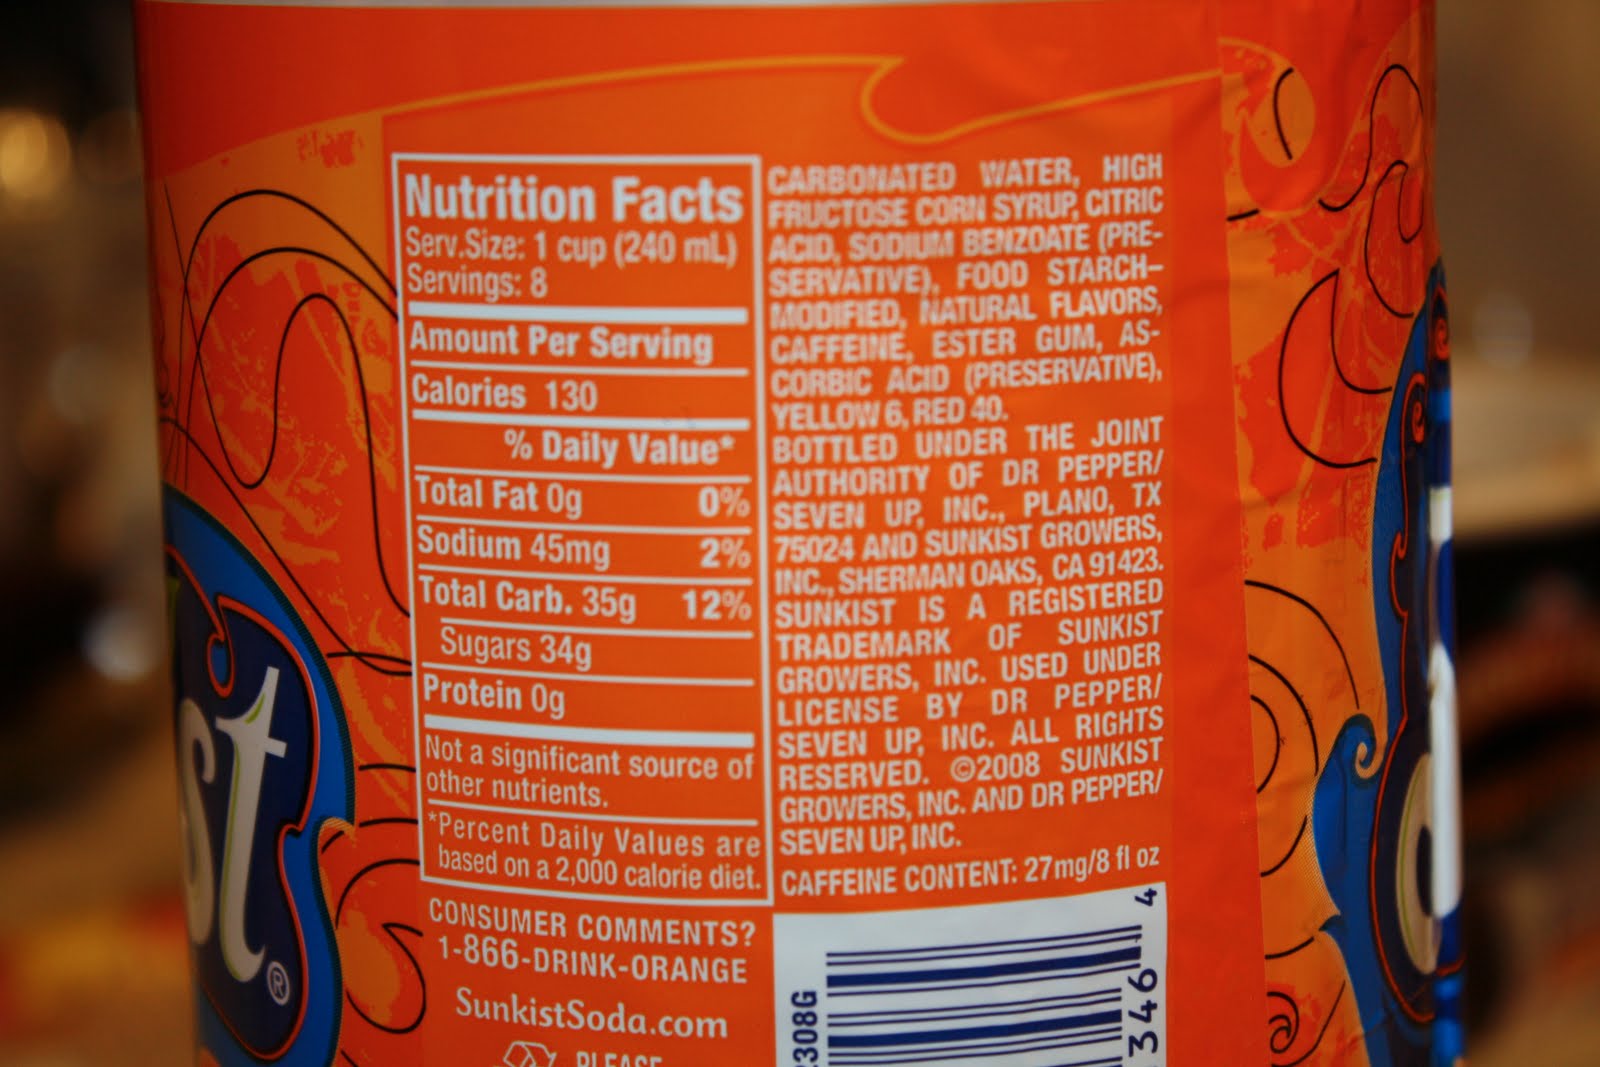 Nutrition Facts
Serv.Size: 1 cup (240 mL)
Servings: 8
Amount Per Serving
Calories 130
% Daily Value*
Total Fat 0g 0%
Sodium 45mg 2%
Total Carb. 35g 12%
Sugars 34g
Protein 0g
Not a significant source of
other nutrients.
*Percent Daily Values are
based on a 2,000 calorie diet.
CONSUMER COMMENTS?
1-866-DRINK-ORANGE
SunkistSoda.com
PLEASE
CARBONATED WATER, HIGH
FRUCTOSE CORN SYRUP, CITRIC
ACID, SODIUM BENZOATE (PRE-
SERVATIVE), FOOD STARCH-
MODIFIED, NATURAL FLAVORS,
CAFFEINE, ESTER GUM, AS-
CORBIC ACID (PRESERVATIVE),
YELLOW 6, RED 40.
BOTTLED UNDER THE JOINT
AUTHORITY OF DR PEPPER/
SEVEN UP, INC., PLANO, TX
75024 AND SUNKIST GROWERS,
INC., SHERMAN OAKS, CA 91423.
SUNKIST IS A REGISTERED
TRADEMARK OF SUNKIST
GROWERS, INC. USED UNDER
LICENSE BY DR PEPPER/
SEVEN UP, INC. ALL RIGHTS
RESERVED. ©2008 SUNKIST
GROWERS, INC. AND DR PEPPER/
SEVEN UP, INC.
CAFFEINE CONTENT: 27mg/8 fl oz
2308G
346 4
st®